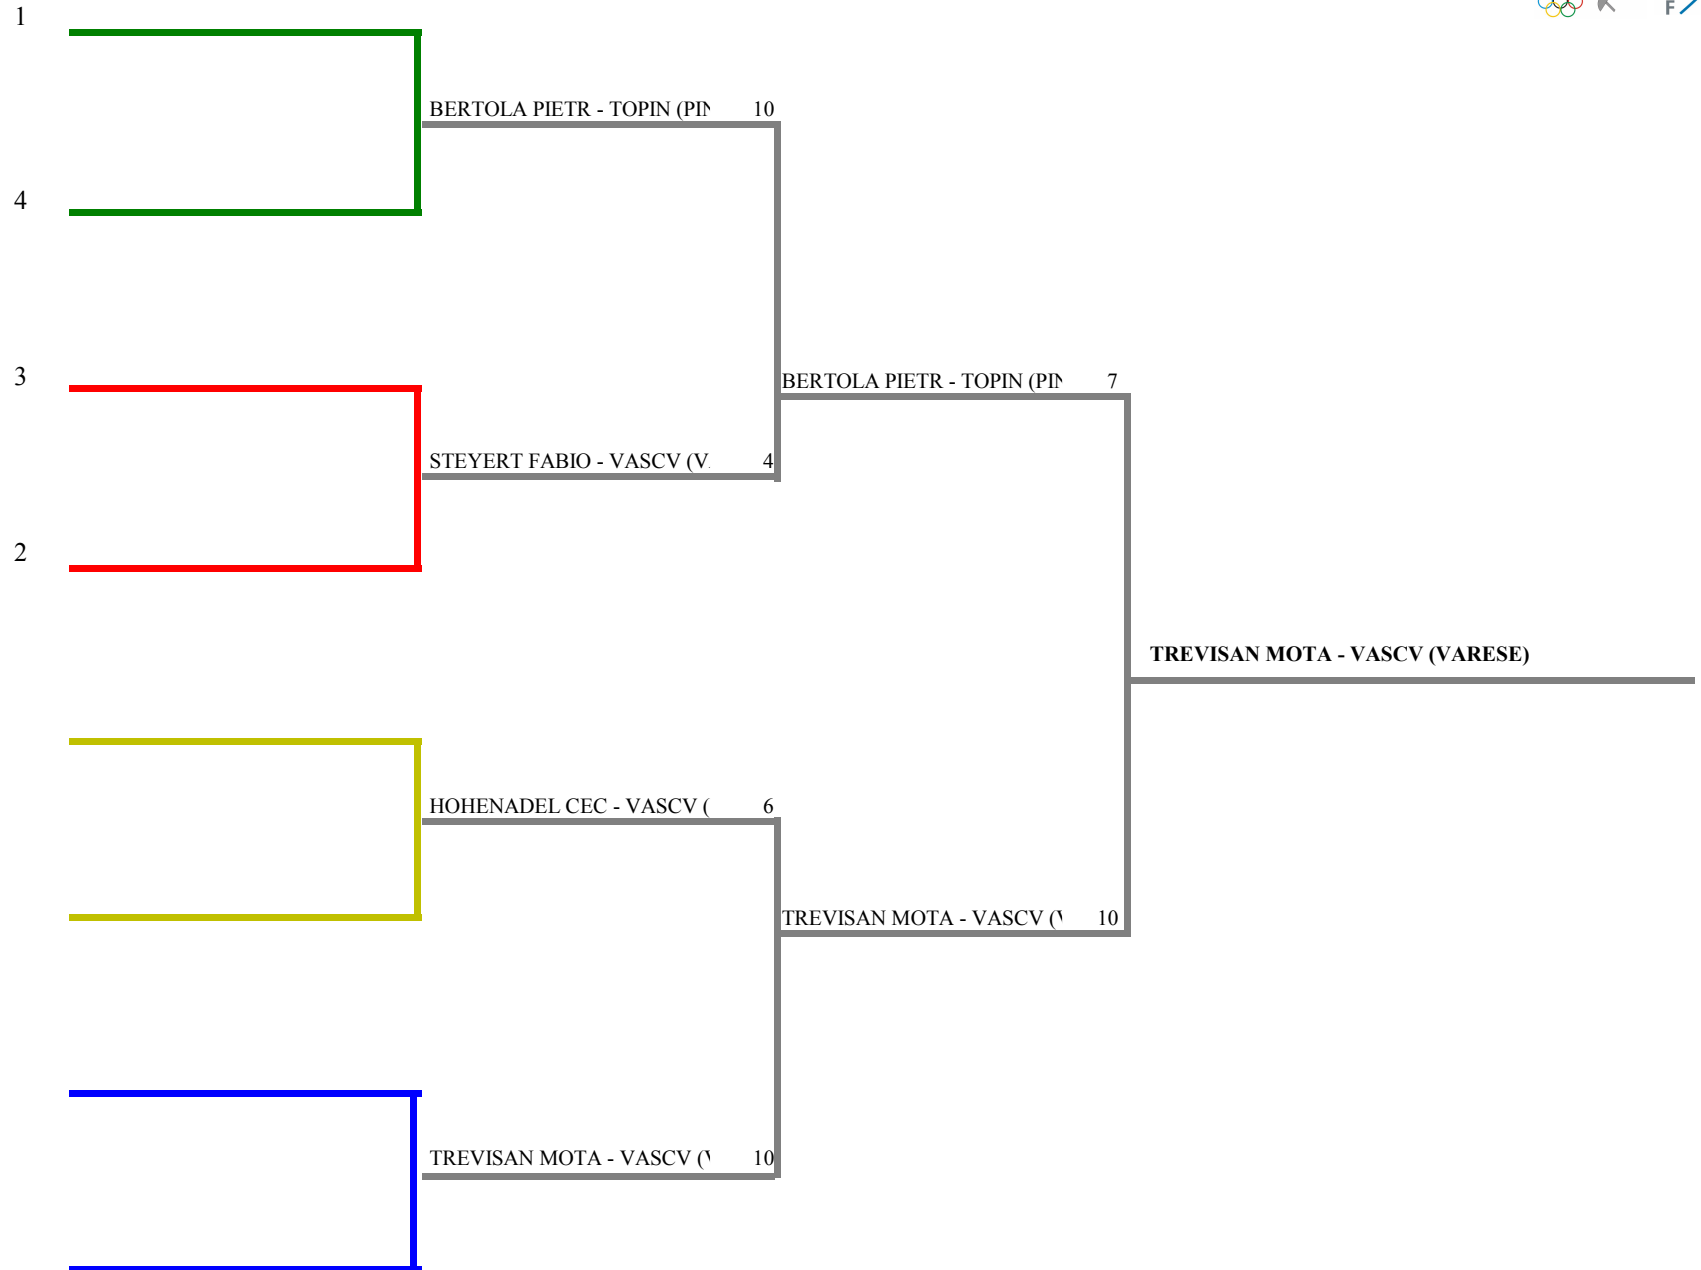 1
F
BERTOLA PIETR - TOPIN (PIN 10
4
3
BERTOLA PIETR - TOPIN (PIN 7
STEYERT FABIO - VASCV (V 4
2
TREVISAN MOTA - VASCV (VARESE)
HOHENADEL CEC - VASCV ( 6
TREVISAN MOTA - VASCV (V 10
TREVISAN MOTA - VASCV (V 10